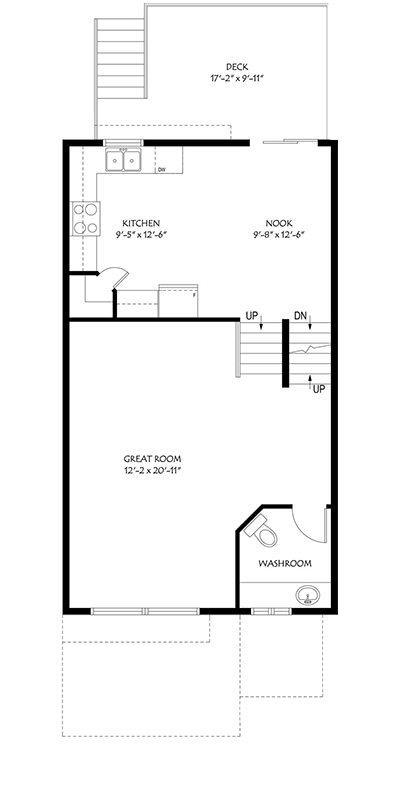 DECK
17'-2" x 9'-11"
DW
KITCHEN
9'-5" x 12'-6"
NOOK
9'-8" x 12'-6"
F
UP
DN
UP
GREAT ROOM
12'-2 x 20'-11"
WASHROOM